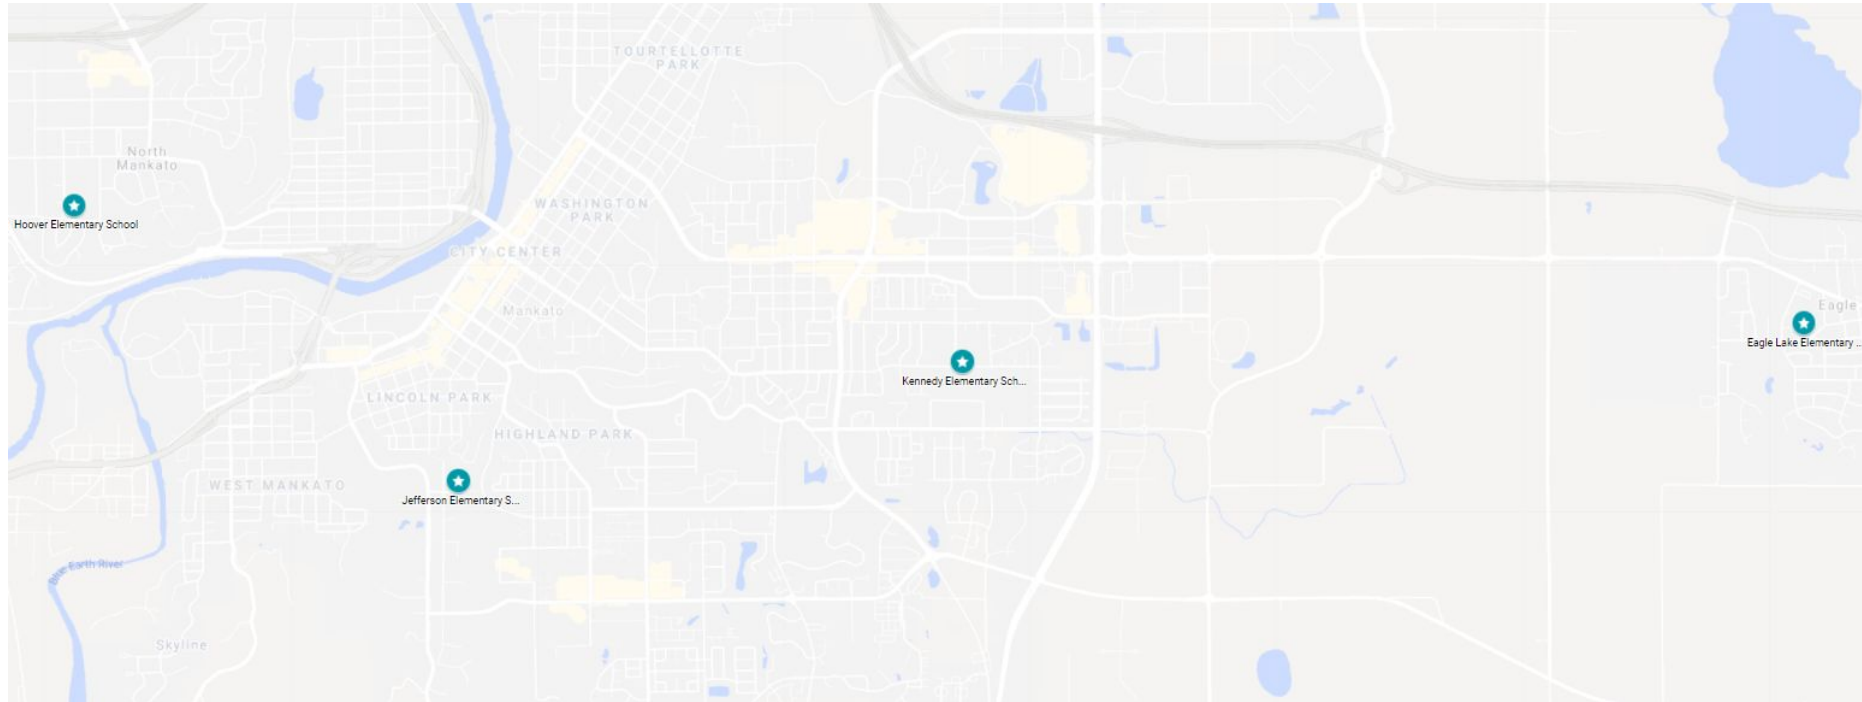 TOURTELLOTTE
PARK
North
Mankato
Hoover Elementary School
WASHINGTON
PARK
CITY CENTER
Mankato
Eagle
Eagle Lake Elementary ...
Kennedy Elementary Sch...
LINCOLN PARK
HIGHLAND PARK
WEST MANKATO
Jefferson Elementary S...
Blue Earth River
Skyline